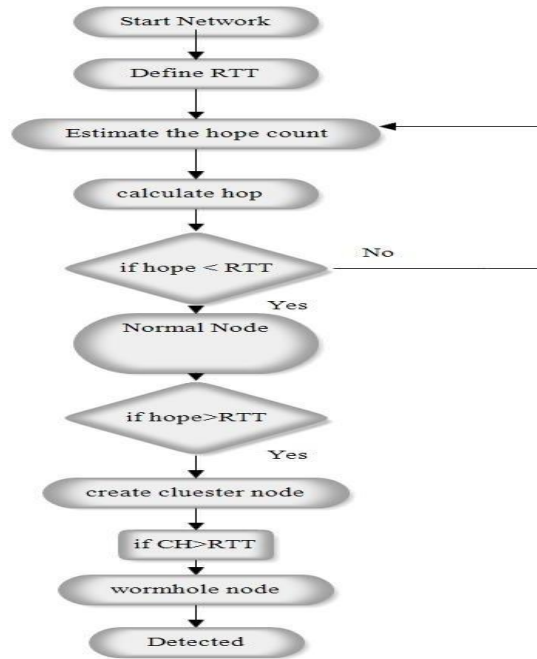 Start Network
Define RTT
Estimate the hope count
calculate hop
if hope < RTT
No
Yes
Normal Node
if hope>RTT
Yes
create cluester node
if CH>RTT
wormhole node
Detected